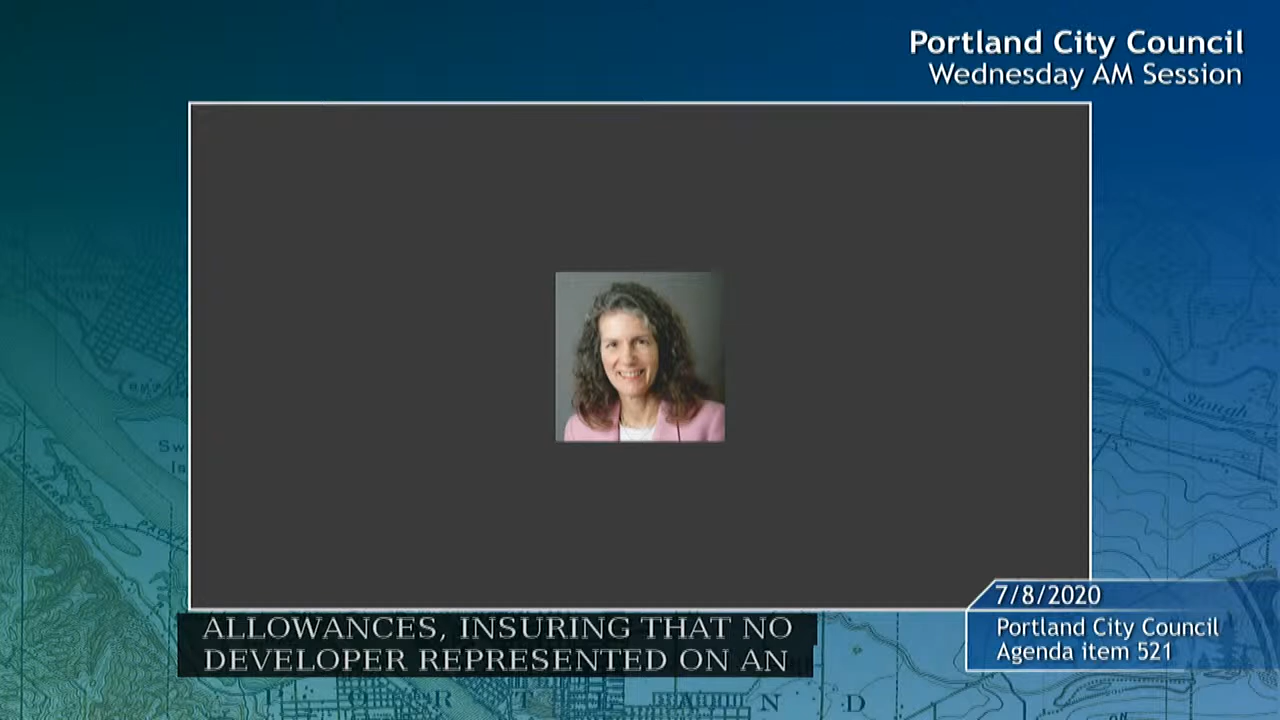 Portland City Council
Wednesday AM Session
Slough
7/8/2020
Portland City Council
Agenda item 521
ALLOWANCES, INSURING THAT NO
DEVELOPER REPRESENTED ON AN